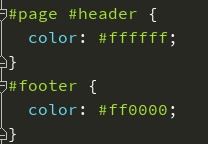 #page #header {
  color: #ffffff;
}
#footer {
  color: #ff0000;
}